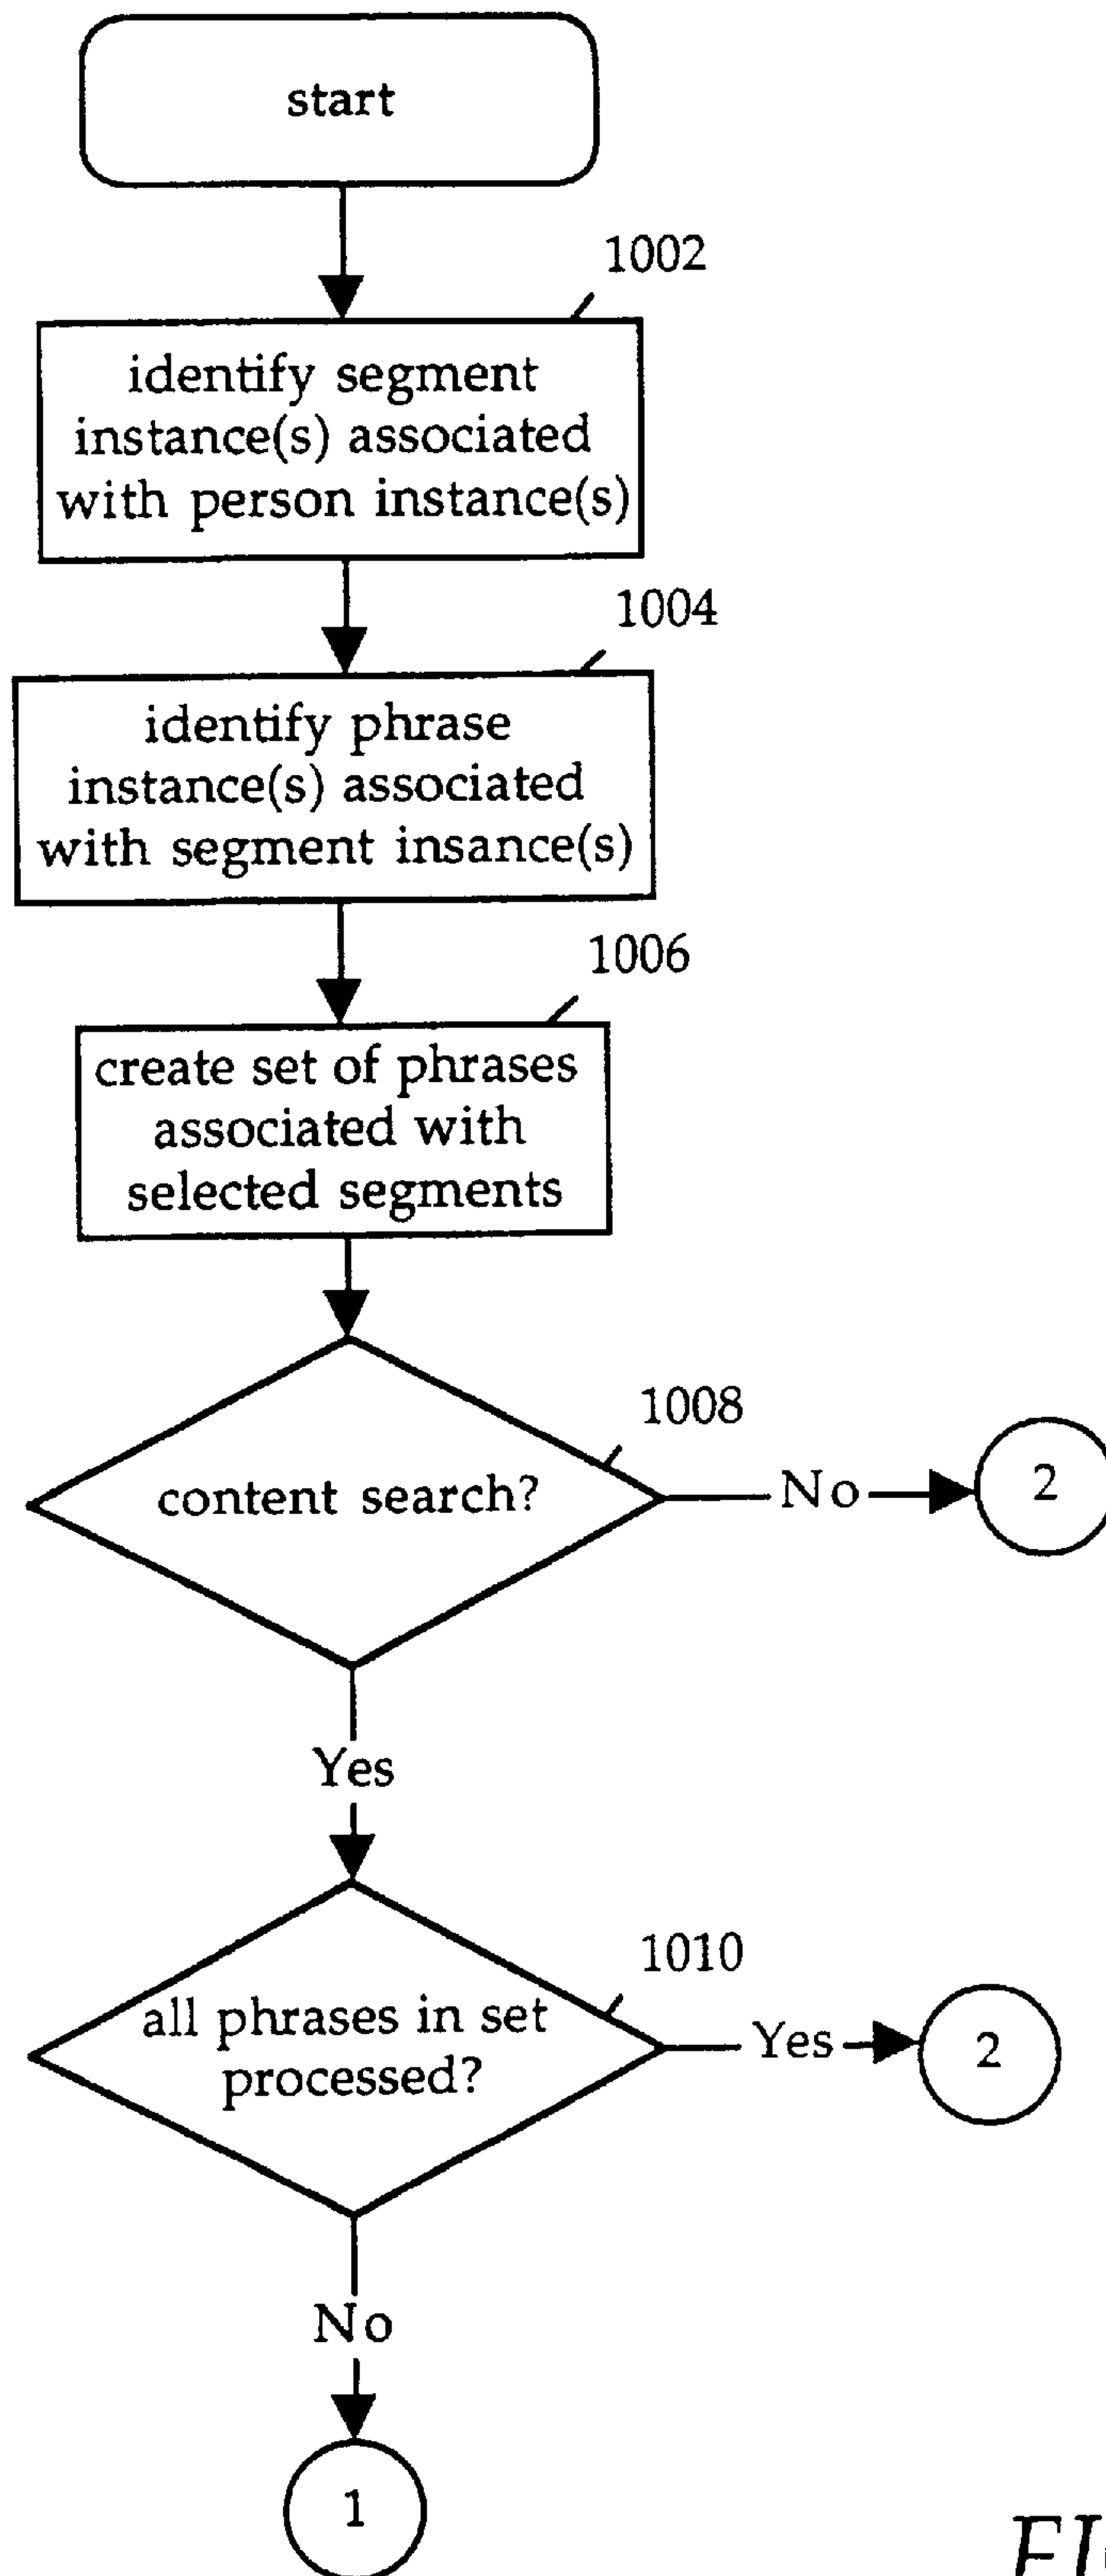 start
1002
identify segment
instance(s) associated
with person instance(s)
1004
identify phrase
instance(s) associated
with segment insance(s)
1006
create set of phrases
associated with
selected segments
1008
content search?
No
2
Yes
1010
all phrases in set
processed?
Yes
2
No
1